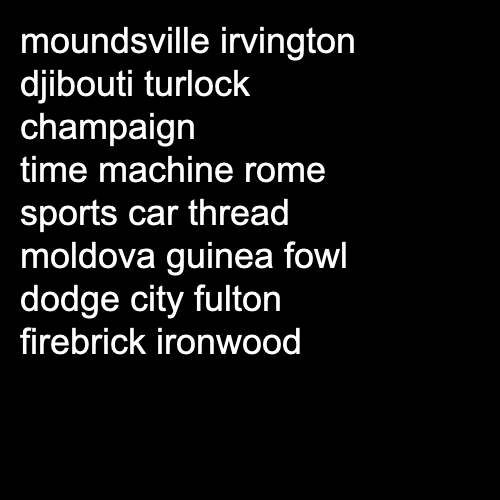 moundsville irvington
djibouti turlock
champaign
time machine rome
sports car thread
moldova guinea fowl
dodge city fulton
firebrick ironwood